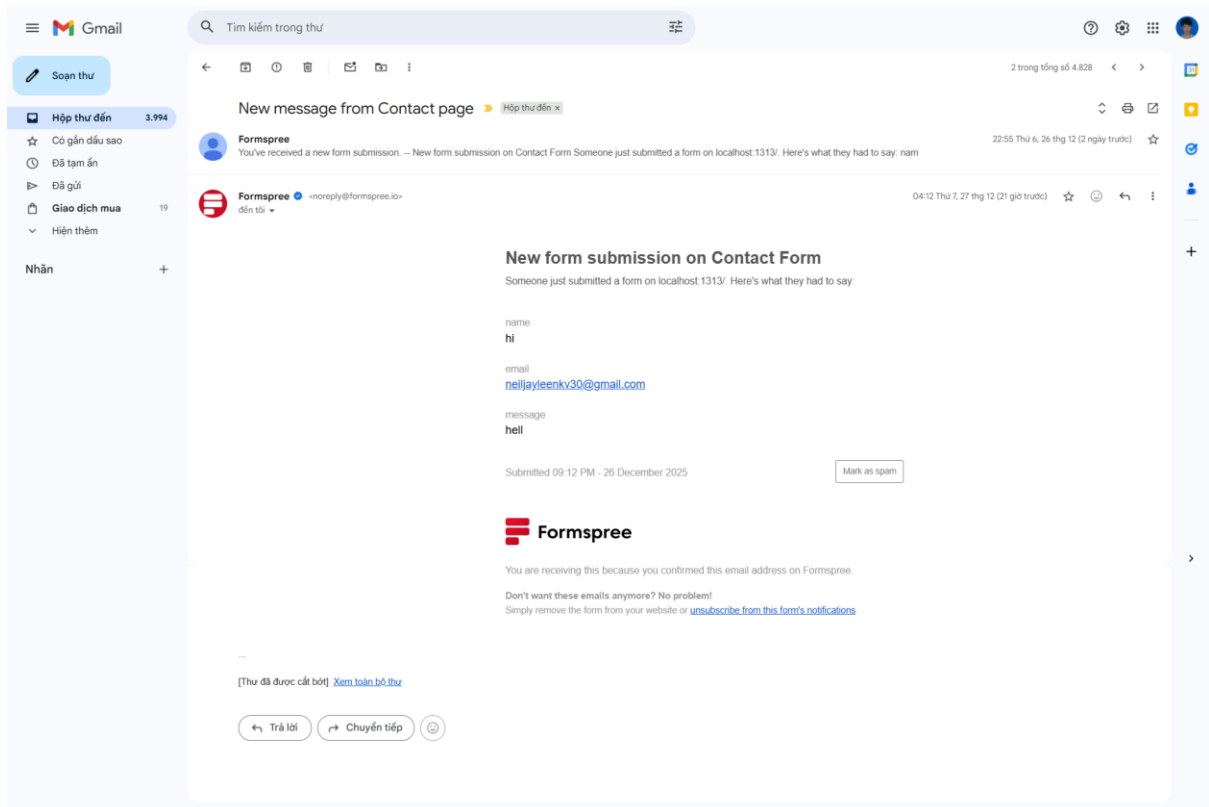 Gmail
Tìm kiếm trong thư
Soạn thư
2 trong tổng số 4.828
Hộp thư đến 3.994
Có gắn dấu sao
Đã tạm ẩn
Đã gửi
Giao dịch mua 19
Hiện thêm
Nhãn
New message from Contact page Hộp thư đến ×
Formspree
22:55 Thứ 6, 26 thg 12 (2 ngày trước)
You've received a new form submission. -- New form submission on Contact Form Someone just submitted a form on localhost:1313/. Here's what they had to say: nam
Formspree <noreply@formspree.io>
04:12 Thứ 7, 27 thg 12 (21 giờ trước)
đến tôi
New form submission on Contact Form
Someone just submitted a form on localhost:1313/. Here's what they had to say:
name
hi
email
neiljayleenkv30@gmail.com
message
hell
Submitted 09:12 PM - 26 December 2025
Mark as spam
Formspree
You are receiving this because you confirmed this email address on Formspree.
Don't want these emails anymore? No problem!
Simply remove the form from your website or unsubscribe from this form's notifications.
...
[Thư đã được cắt bớt] Xem toàn bộ thư
Trả lời
Chuyển tiếp
31